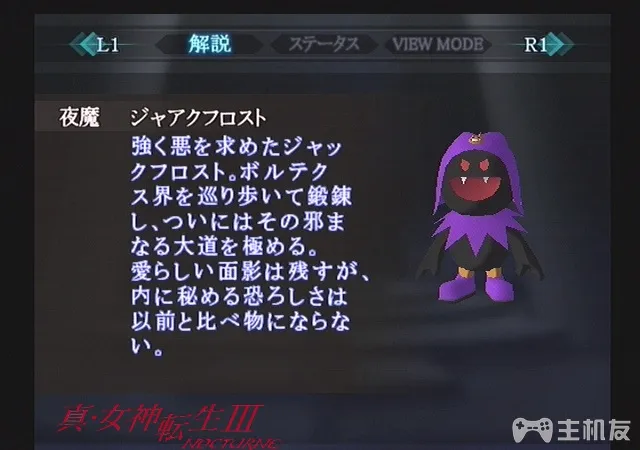 L1 解説 ステータス VIEW MODE R1
夜魔 ジャアクフロスト
強く悪を求めたジャッ
クフロスト。ボルテク
ス界を巡り歩いて鍛錬
し、ついにはその邪ま
なる大道を極める。
愛らしい面影は残すが、
内に秘める恐ろしさは
以前と比べ物にならな
い。
真・女神転生III
NOCTURNE
主机友